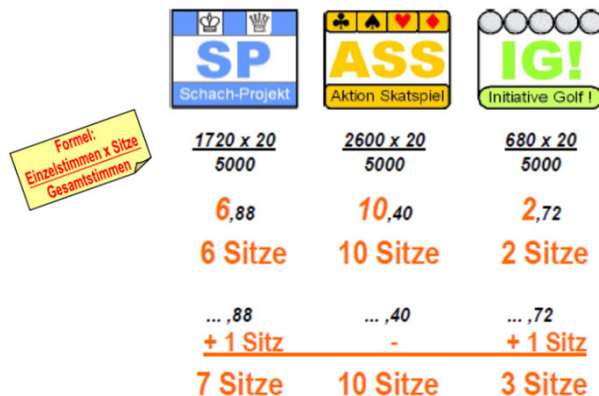 SP
Schach-Projekt
ASS
Aktion Skatspiel
IG!
Initiative Golf !
Formel:
Einzelstimmen x Sitze
Gesamtstimmen
1720 x 20
5000
2600 x 20
5000
680 x 20
5000
6,88
10,40
2,72
6 Sitze
10 Sitze
2 Sitze
... ,88
... ,40
... ,72
+ 1 Sitz
-
+ 1 Sitz
7 Sitze
10 Sitze
3 Sitze